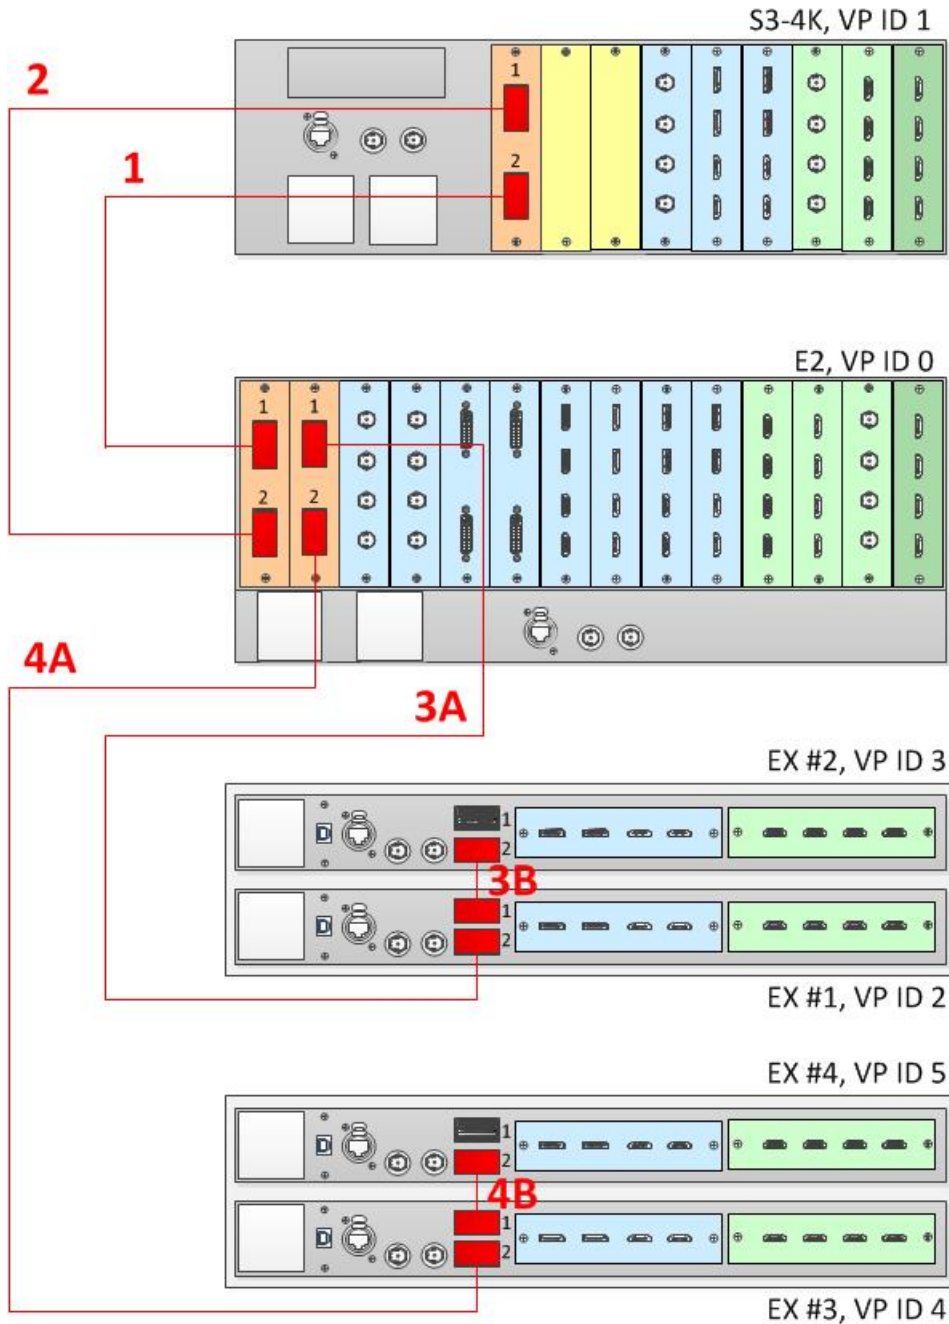 S3-4K, VP ID 1
2
1
1
2
E2, VP ID 0
1
1
2
2
4A
3A
EX #2, VP ID 3
1
2
3B
1
2
EX #1, VP ID 2
EX #4, VP ID 5
1
2
4B
1
2
EX #3, VP ID 4